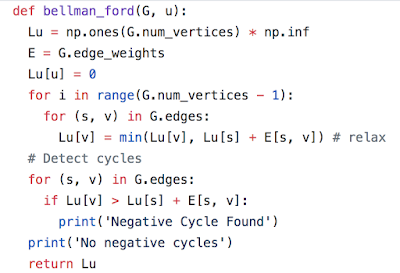 def bellman_ford(G, u):
  Lu = np.ones(G.num_vertices) * np.inf
  E = G.edge_weights
  Lu[u] = 0
  for i in range(G.num_vertices - 1):
    for (s, v) in G.edges:
      Lu[v] = min(Lu[v], Lu[s] + E[s, v]) # relax
  # Detect cycles
  for (s, v) in G.edges:
    if Lu[v] > Lu[s] + E[s, v]:
      print('Negative Cycle Found')
  print('No negative cycles')
  return Lu